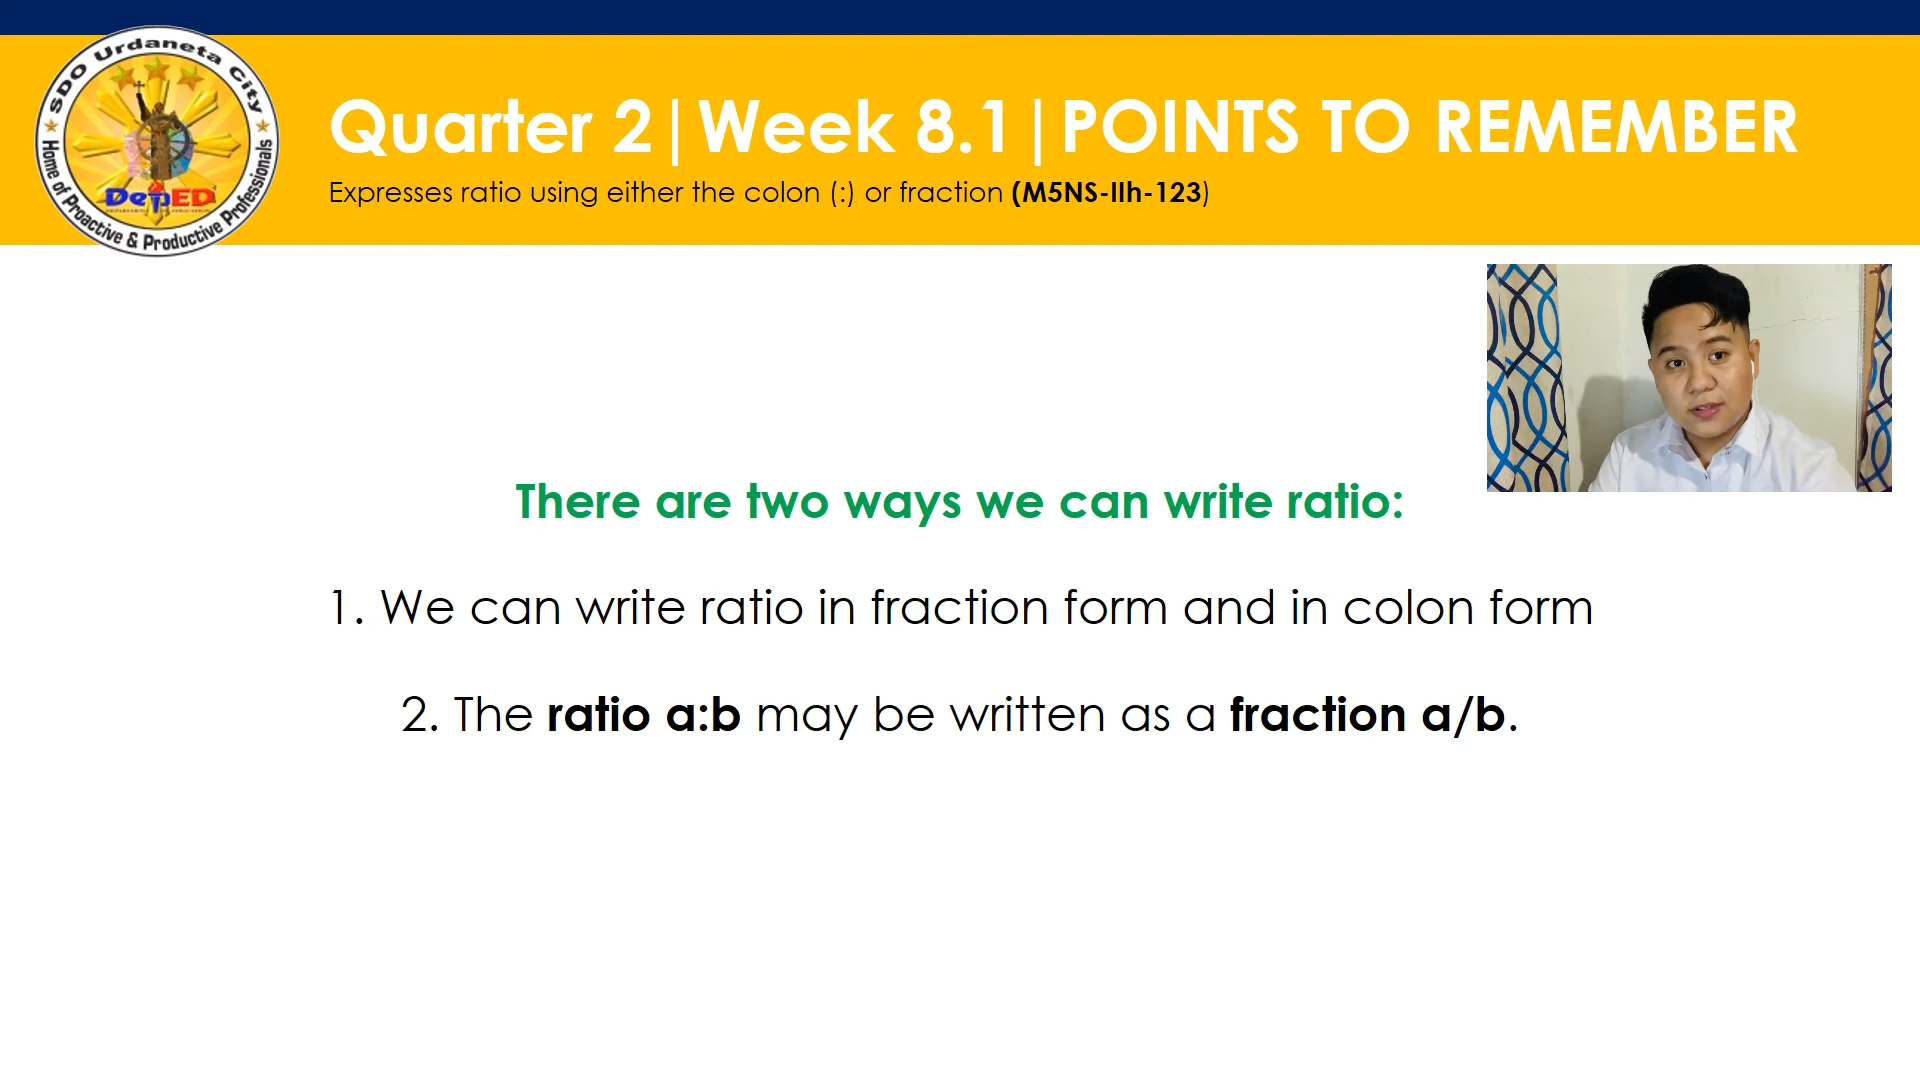 SDO Urdaneta City
DepED
Home of Proactive & Productive Professionals
Quarter 2|Week 8.1|POINTS TO REMEMBER
Expresses ratio using either the colon (:) or fraction (M5NS-IIh-123)
There are two ways we can write ratio:
1. We can write ratio in fraction form and in colon form
2. The ratio a:b may be written as a fraction a/b.